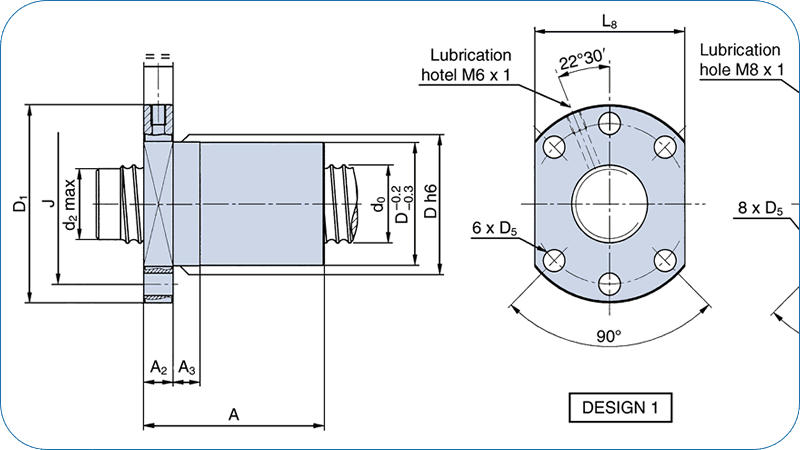 = =
L8
Lubrication
hotel M6 x 1
22°30′
Lubrication
hole M8 x 1
D1
J
d2 max
d0
D -0.2
-0.3
D h6
6 x D5
8 x D5
90°
A2
A3
A
DESIGN 1